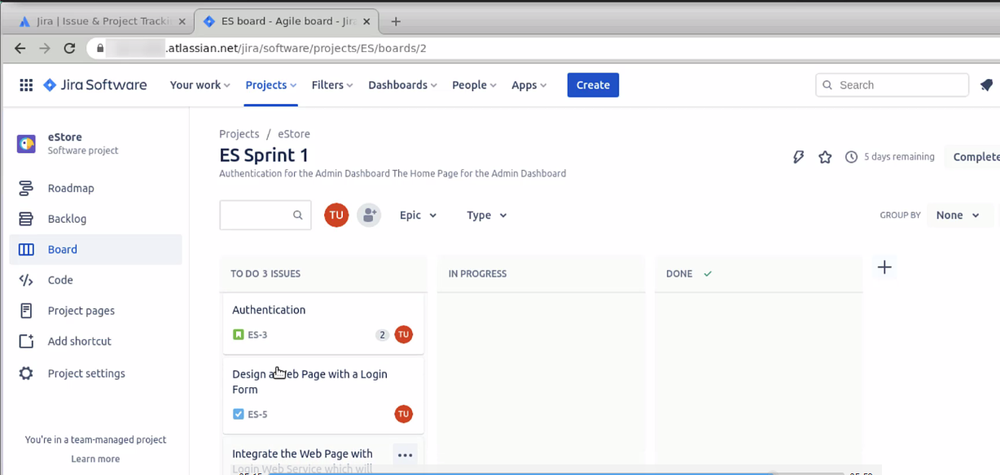 Jira | Issue & Project Tracki
ES board - Agile board - Jir
.atlassian.net/jira/software/projects/ES/boards/2
Jira Software
Your work
Projects
Filters
Dashboards
People
Apps
Create
Search
eStore
Software project
Roadmap
Backlog
Board
Code
Project pages
Add shortcut
Project settings
You're in a team-managed project
Learn more
Projects / eStore
ES Sprint 1
Authentication for the Admin Dashboard The Home Page for the Admin Dashboard
5 days remaining
Complete
TU
Epic
Type
GROUP BY
None
TO DO 3 ISSUES
Authentication
ES-3
2
TU
Design a Web Page with a Login
Form
ES-5
TU
Integrate the Web Page with
Login Web Service which will
IN PROGRESS
DONE